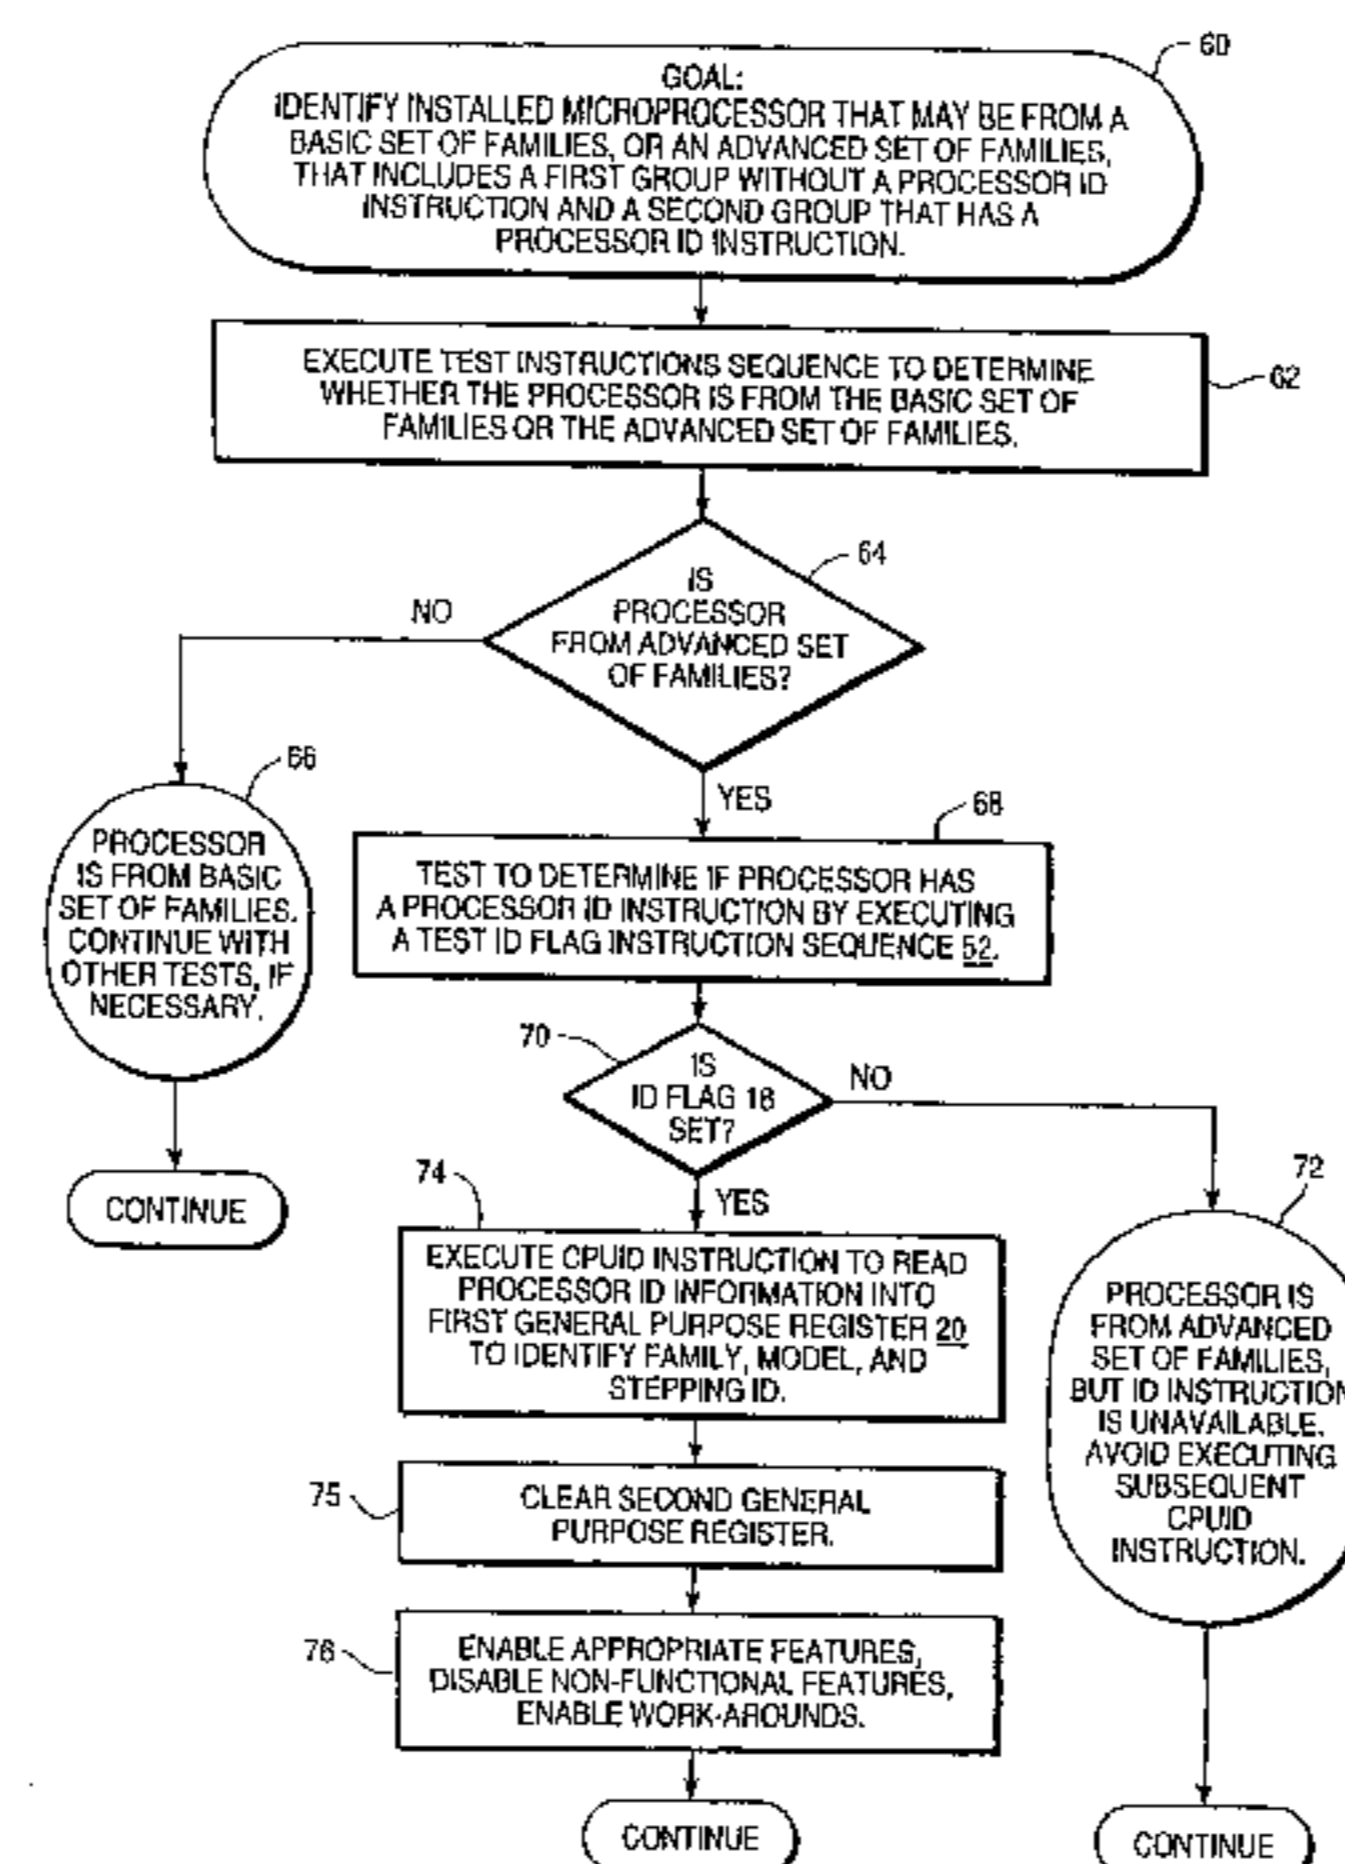 60
GOAL:
IDENTIFY INSTALLED MICROPROCESSOR THAT MAY BE FROM A
BASIC SET OF FAMILIES, OR AN ADVANCED SET OF FAMILIES,
THAT INCLUDES A FIRST GROUP WITHOUT A PROCESSOR ID
INSTRUCTION AND A SECOND GROUP THAT HAS A
PROCESSOR ID INSTRUCTION.
EXECUTE TEST INSTRUCTIONS SEQUENCE TO DETERMINE
WHETHER THE PROCESSOR IS FROM THE BASIC SET OF
FAMILIES OR THE ADVANCED SET OF FAMILIES.
62
64
IS
PROCESSOR
FROM ADVANCED SET
OF FAMILIES?
NO
YES
66
PROCESSOR
IS FROM BASIC
SET OF FAMILIES.
CONTINUE WITH
OTHER TESTS, IF
NECESSARY.
CONTINUE
68
TEST TO DETERMINE IF PROCESSOR HAS
A PROCESSOR ID INSTRUCTION BY EXECUTING
A TEST ID FLAG INSTRUCTION SEQUENCE 52.
70
IS
ID FLAG 18
SET?
NO
YES
72
PROCESSOR IS
FROM ADVANCED
SET OF FAMILIES,
BUT ID INSTRUCTION
IS UNAVAILABLE.
AVOID EXECUTING
SUBSEQUENT
CPUID
INSTRUCTION.
CONTINUE
74
EXECUTE CPUID INSTRUCTION TO READ
PROCESSOR ID INFORMATION INTO
FIRST GENERAL PURPOSE REGISTER 20
TO IDENTIFY FAMILY, MODEL, AND
STEPPING ID.
75
CLEAR SECOND GENERAL
PURPOSE REGISTER.
76
ENABLE APPROPRIATE FEATURES,
DISABLE NON-FUNCTIONAL FEATURES,
ENABLE WORK-AROUNDS.
CONTINUE